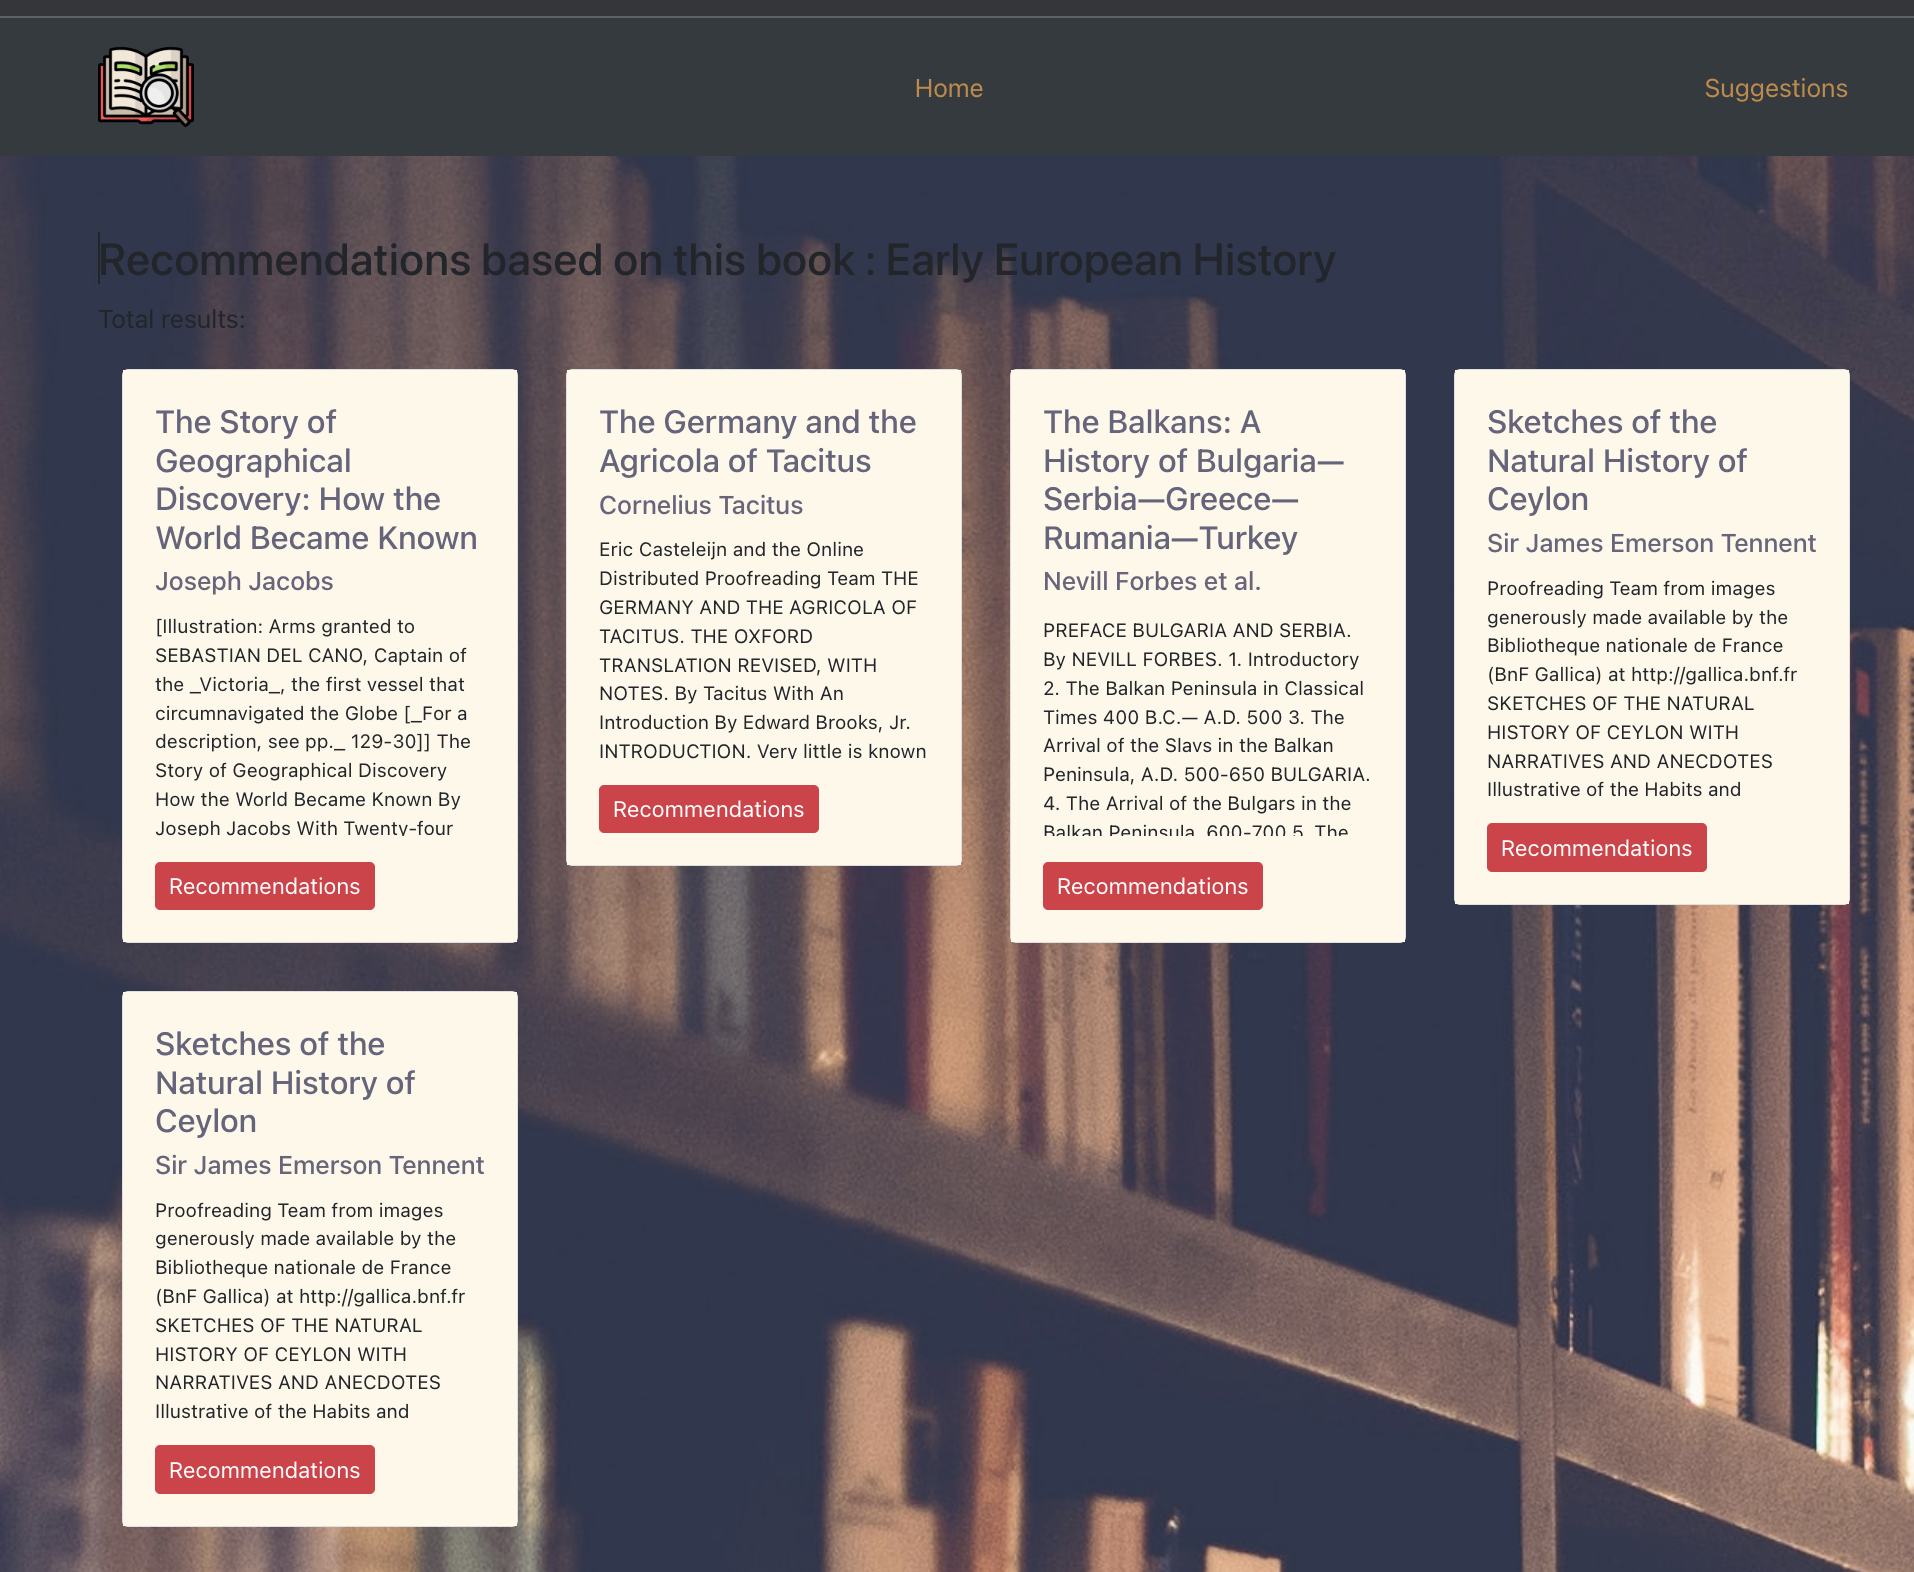 Home
Suggestions
Recommendations based on this book : Early European History
Total results:
The Story of
Geographical
Discovery: How the
World Became Known
Joseph Jacobs
[Illustration: Arms granted to
SEBASTIAN DEL CANO, Captain of
the _Victoria_, the first vessel that
circumnavigated the Globe [_For a
description, see pp._ 129-30]] The
Story of Geographical Discovery
How the World Became Known By
Joseph Jacobs With Twenty-four
Recommendations
The Germany and the
Agricola of Tacitus
Cornelius Tacitus
Eric Casteleijn and the Online
Distributed Proofreading Team THE
GERMANY AND THE AGRICOLA OF
TACITUS. THE OXFORD
TRANSLATION REVISED, WITH
NOTES. By Tacitus With An
Introduction By Edward Brooks, Jr.
INTRODUCTION. Very little is known
Recommendations
The Balkans: A
History of Bulgaria—
Serbia—Greece—
Rumania—Turkey
Nevill Forbes et al.
PREFACE BULGARIA AND SERBIA.
By NEVILL FORBES. 1. Introductory
2. The Balkan Peninsula in Classical
Times 400 B.C.— A.D. 500 3. The
Arrival of the Slavs in the Balkan
Peninsula, A.D. 500-650 BULGARIA.
4. The Arrival of the Bulgars in the
Balkan Peninsula, 600-700 5. The
Recommendations
Sketches of the
Natural History of
Ceylon
Sir James Emerson Tennent
Proofreading Team from images
generously made available by the
Bibliotheque nationale de France
(BnF Gallica) at http://gallica.bnf.fr
SKETCHES OF THE NATURAL
HISTORY OF CEYLON WITH
NARRATIVES AND ANECDOTES
Illustrative of the Habits and
Recommendations
Sketches of the
Natural History of
Ceylon
Sir James Emerson Tennent
Proofreading Team from images
generously made available by the
Bibliotheque nationale de France
(BnF Gallica) at http://gallica.bnf.fr
SKETCHES OF THE NATURAL
HISTORY OF CEYLON WITH
NARRATIVES AND ANECDOTES
Illustrative of the Habits and
Recommendations